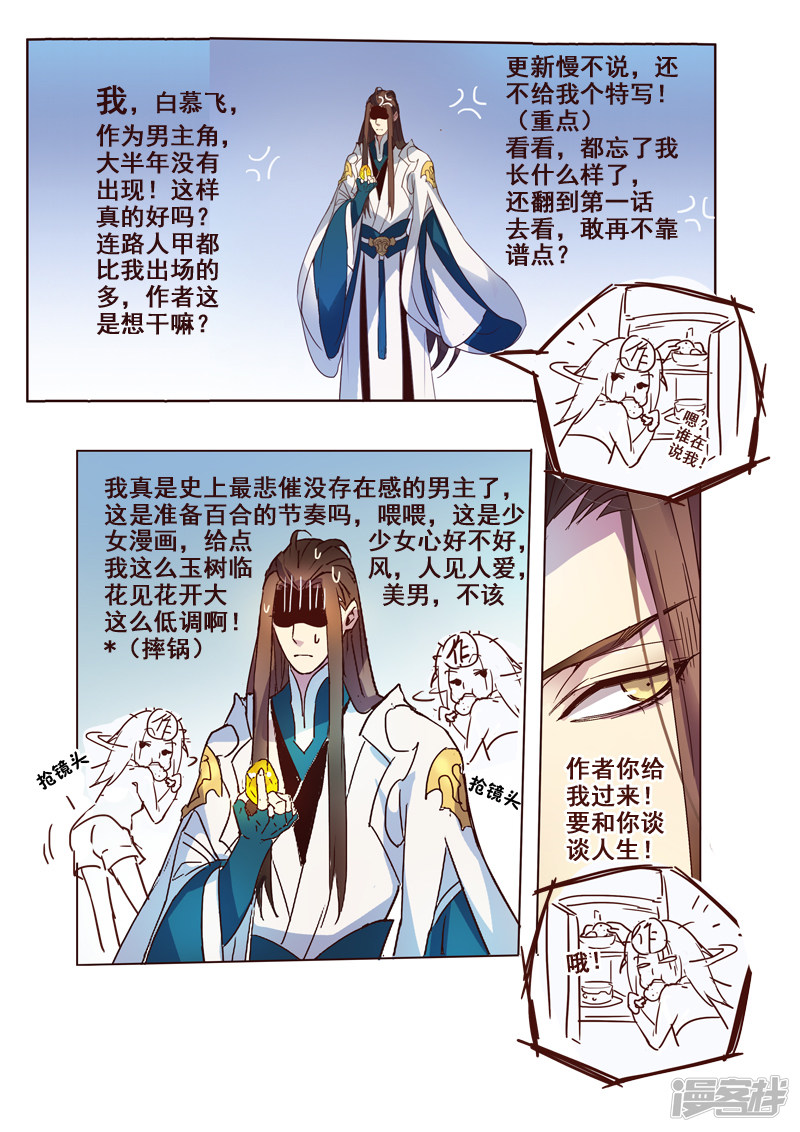 我，白慕飞，
作为男主角，
大半年没有
出现！这样
真的好吗？
连路人甲都
比我出场的
多，作者这
是想干嘛？
更新慢不说，还
不给我个特写！
（重点）
看看，都忘了我
长什么样了，
还翻到第一话
去看，敢再不靠
谱点？
作
嗯？
谁在
说我！
我真是史上最悲催没存在感的男主了，
这是准备百合的节奏吗，喂喂，这是少
女漫画，给点 少女心好不好，
我这么玉树临 风，人见人爱，
花见花开大 美男，不该
这么低调啊！
*（摔锅）
作
抢镜头
作
抢镜头
作者你给
我过来！
要和你谈
谈人生！
作
哦！
漫客栈